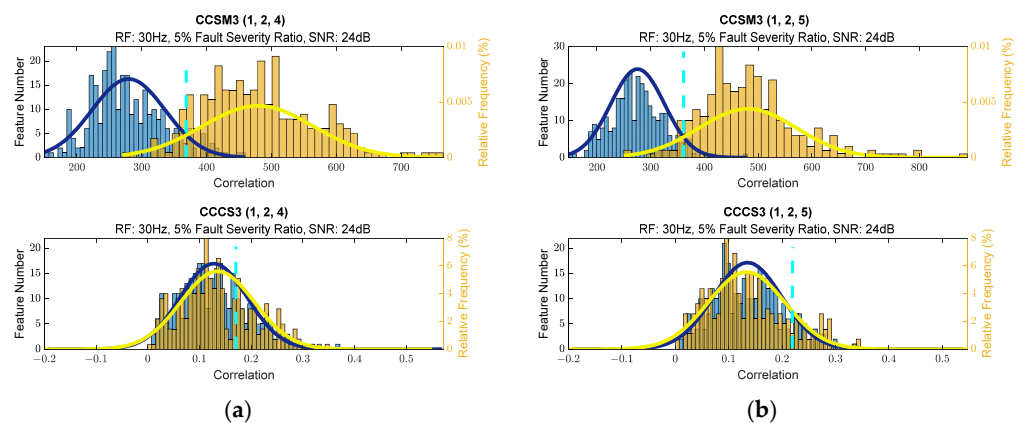 CCSM3 (1, 2, 4)
RF: 30Hz, 5% Fault Severity Ratio, SNR: 24dB
Feature Number
20
15
10
5
0
0.01
0.005
0
Relative Frequency (%)
200 300 400 500 600 700
Correlation
CCCS3 (1, 2, 4)
RF: 30Hz, 5% Fault Severity Ratio, SNR: 24dB
Feature Number
20
15
10
5
0
8
6
4
2
0
Relative Frequency (%)
−0.2 −0.1 0 0.1 0.2 0.3 0.4 0.5
Correlation
(a)
CCSM3 (1, 2, 5)
RF: 30Hz, 5% Fault Severity Ratio, SNR: 24dB
Feature Number
30
20
10
0
0.01
0.005
0
Relative Frequency (%)
200 300 400 500 600 700 800
Correlation
CCCS3 (1, 2, 5)
RF: 30Hz, 5% Fault Severity Ratio, SNR: 24dB
Feature Number
20
15
10
5
0
8
6
4
2
0
Relative Frequency (%)
−0.2 −0.1 0 0.1 0.2 0.3 0.4 0.5
Correlation
(b)